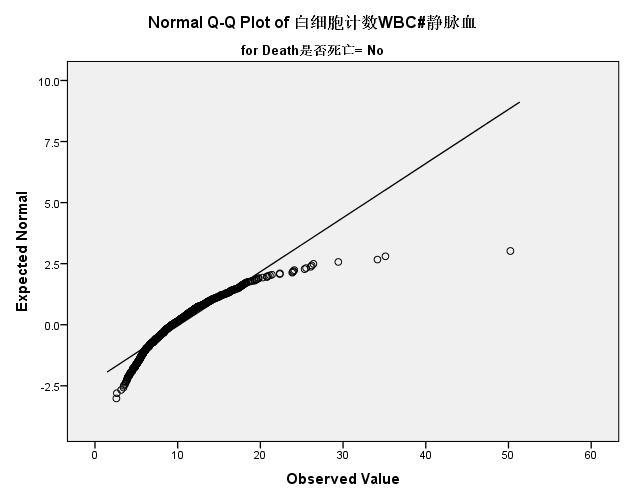 Normal Q-Q Plot of 白细胞计数WBC#静脉血
for Death是否死亡= No
10.0
7.5
5.0
2.5
0.0
-2.5
Expected Normal
0 10 20 30 40 50 60
Observed Value